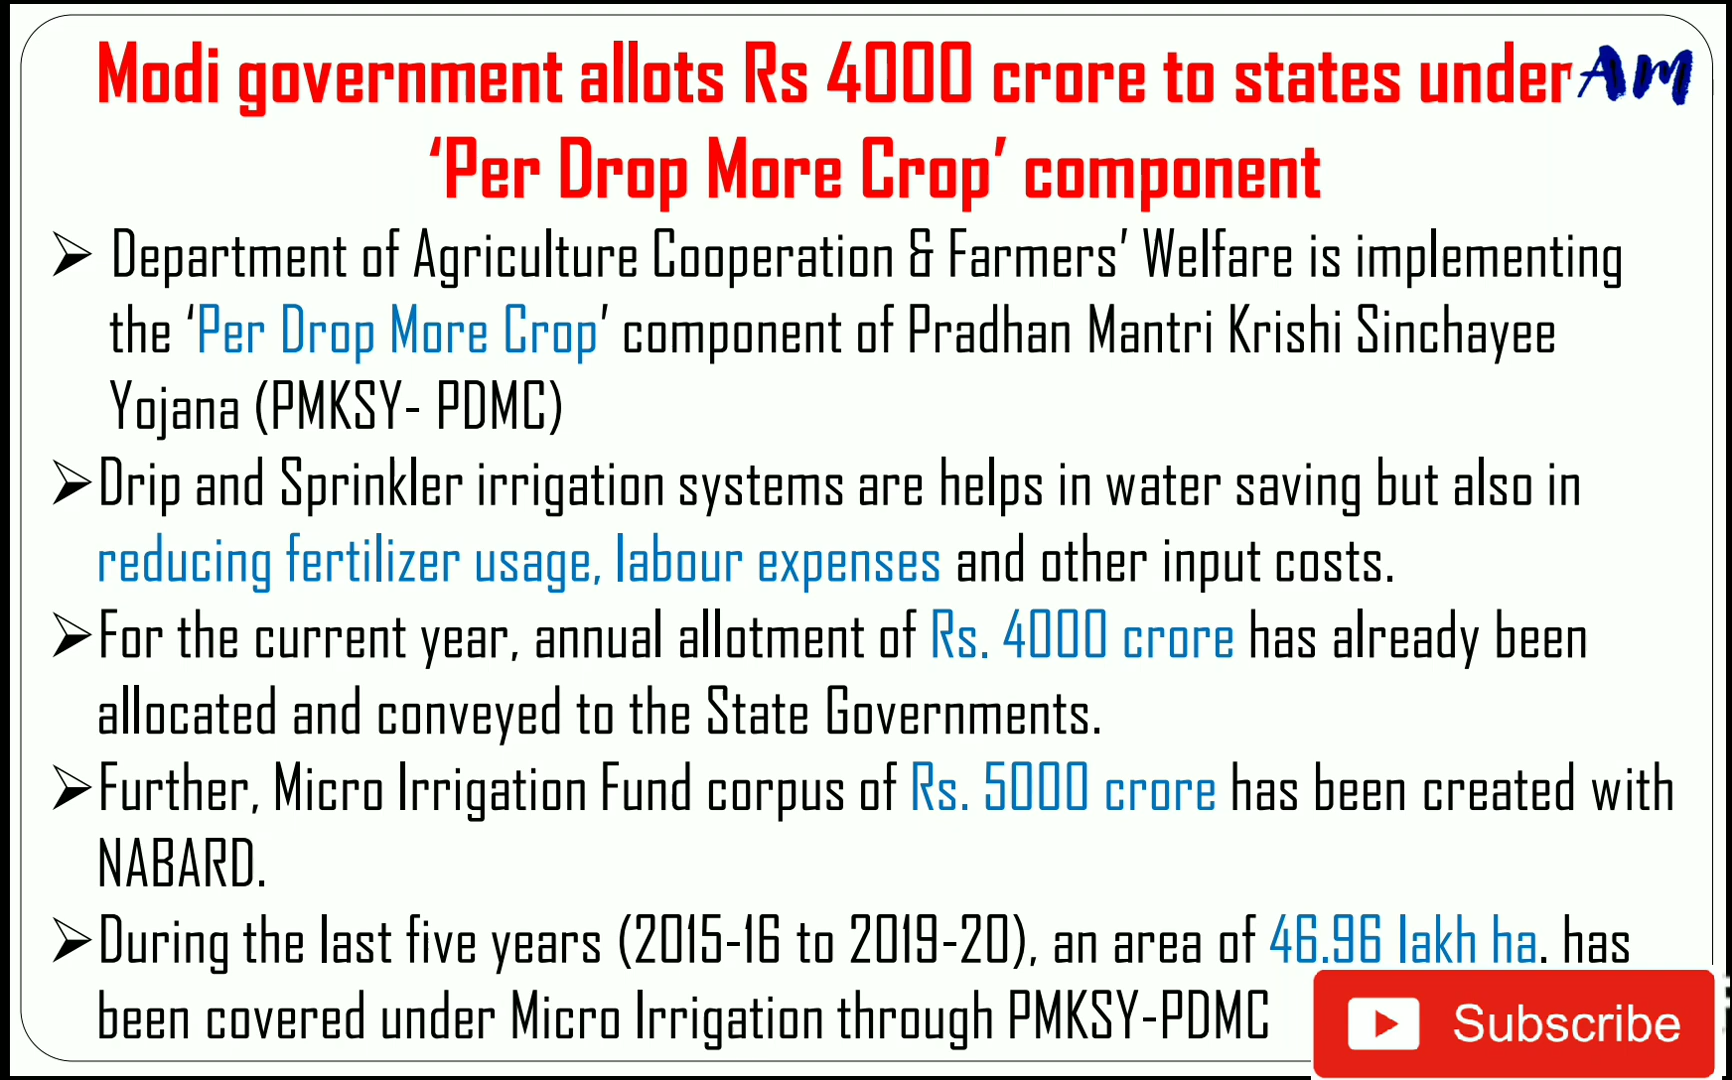 Modi government allots Rs 4000 crore to states under AM
‘Per Drop More Crop’ component
➢ Department of Agriculture Cooperation & Farmers’ Welfare is implementing
the ‘Per Drop More Crop’ component of Pradhan Mantri Krishi Sinchayee
Yojana (PMKSY- PDMC)
➢Drip and Sprinkler irrigation systems are helps in water saving but also in
reducing fertilizer usage, labour expenses and other input costs.
➢For the current year, annual allotment of Rs. 4000 crore has already been
allocated and conveyed to the State Governments.
➢Further, Micro Irrigation Fund corpus of Rs. 5000 crore has been created with
NABARD.
➢During the last five years (2015-16 to 2019-20), an area of 46.96 lakh ha. has
been covered under Micro Irrigation through PMKSY-PDMC
Subscribe